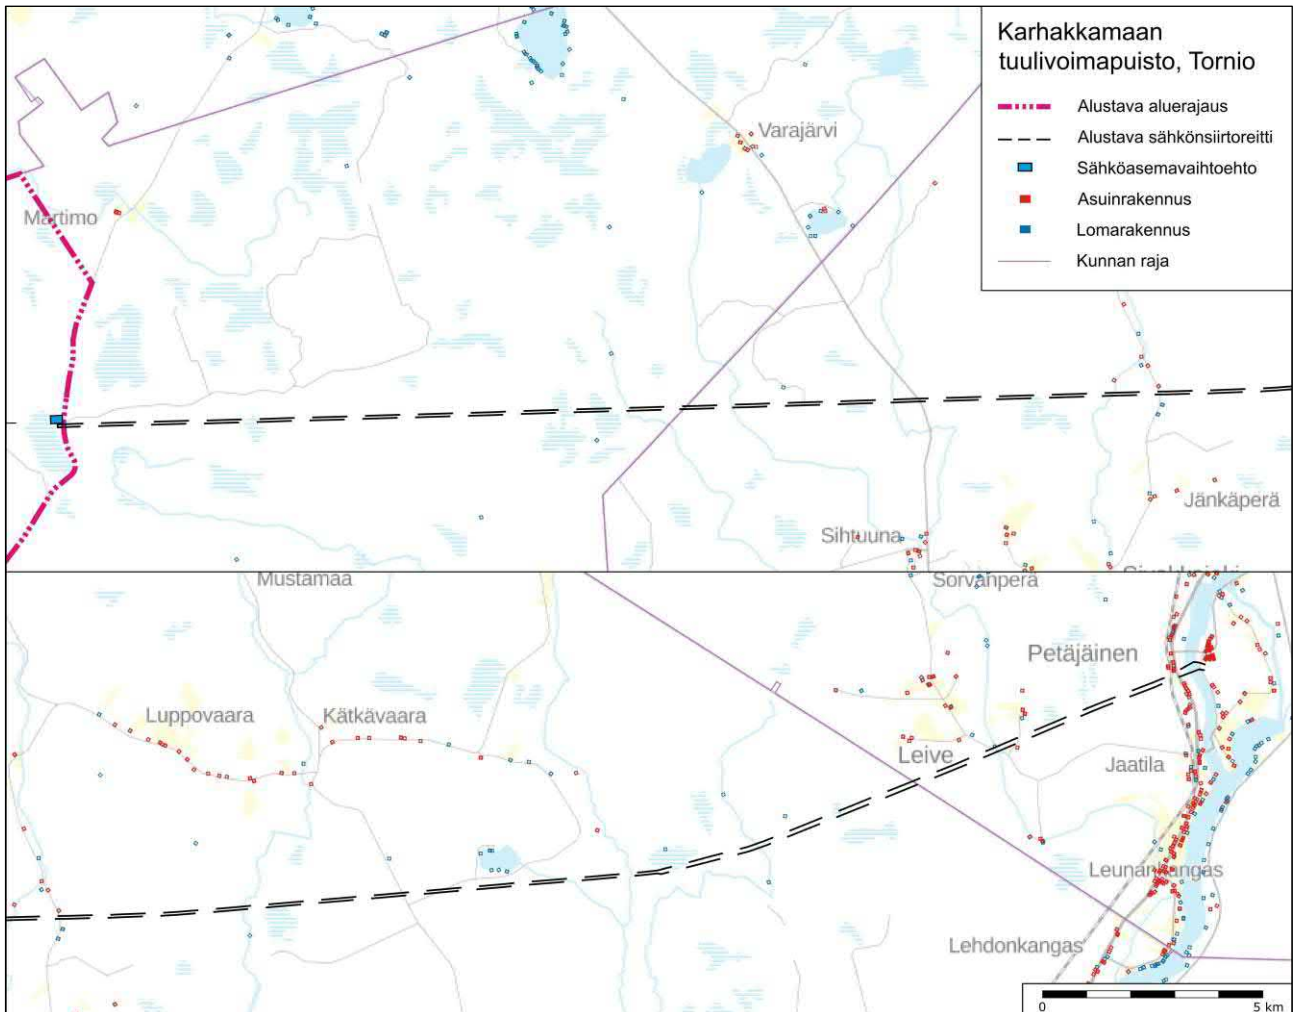 Karhakkamaan
tuulivoimapuisto, Tornio
Alustava aluerajaus
Alustava sähkönsiirtoreitti
Sähköasemavaihtoehto
Asuinrakennus
Lomarakennus
Kunnan raja
Varajärvi
Martimo
Jänkäperä
Sihtuuna
Mustamaa
Sorvanperä
Petäjäinen
Luppovaara
Kätkävaara
Leive
Jaatila
Leunankangas
Lehdonkangas
0
5 km